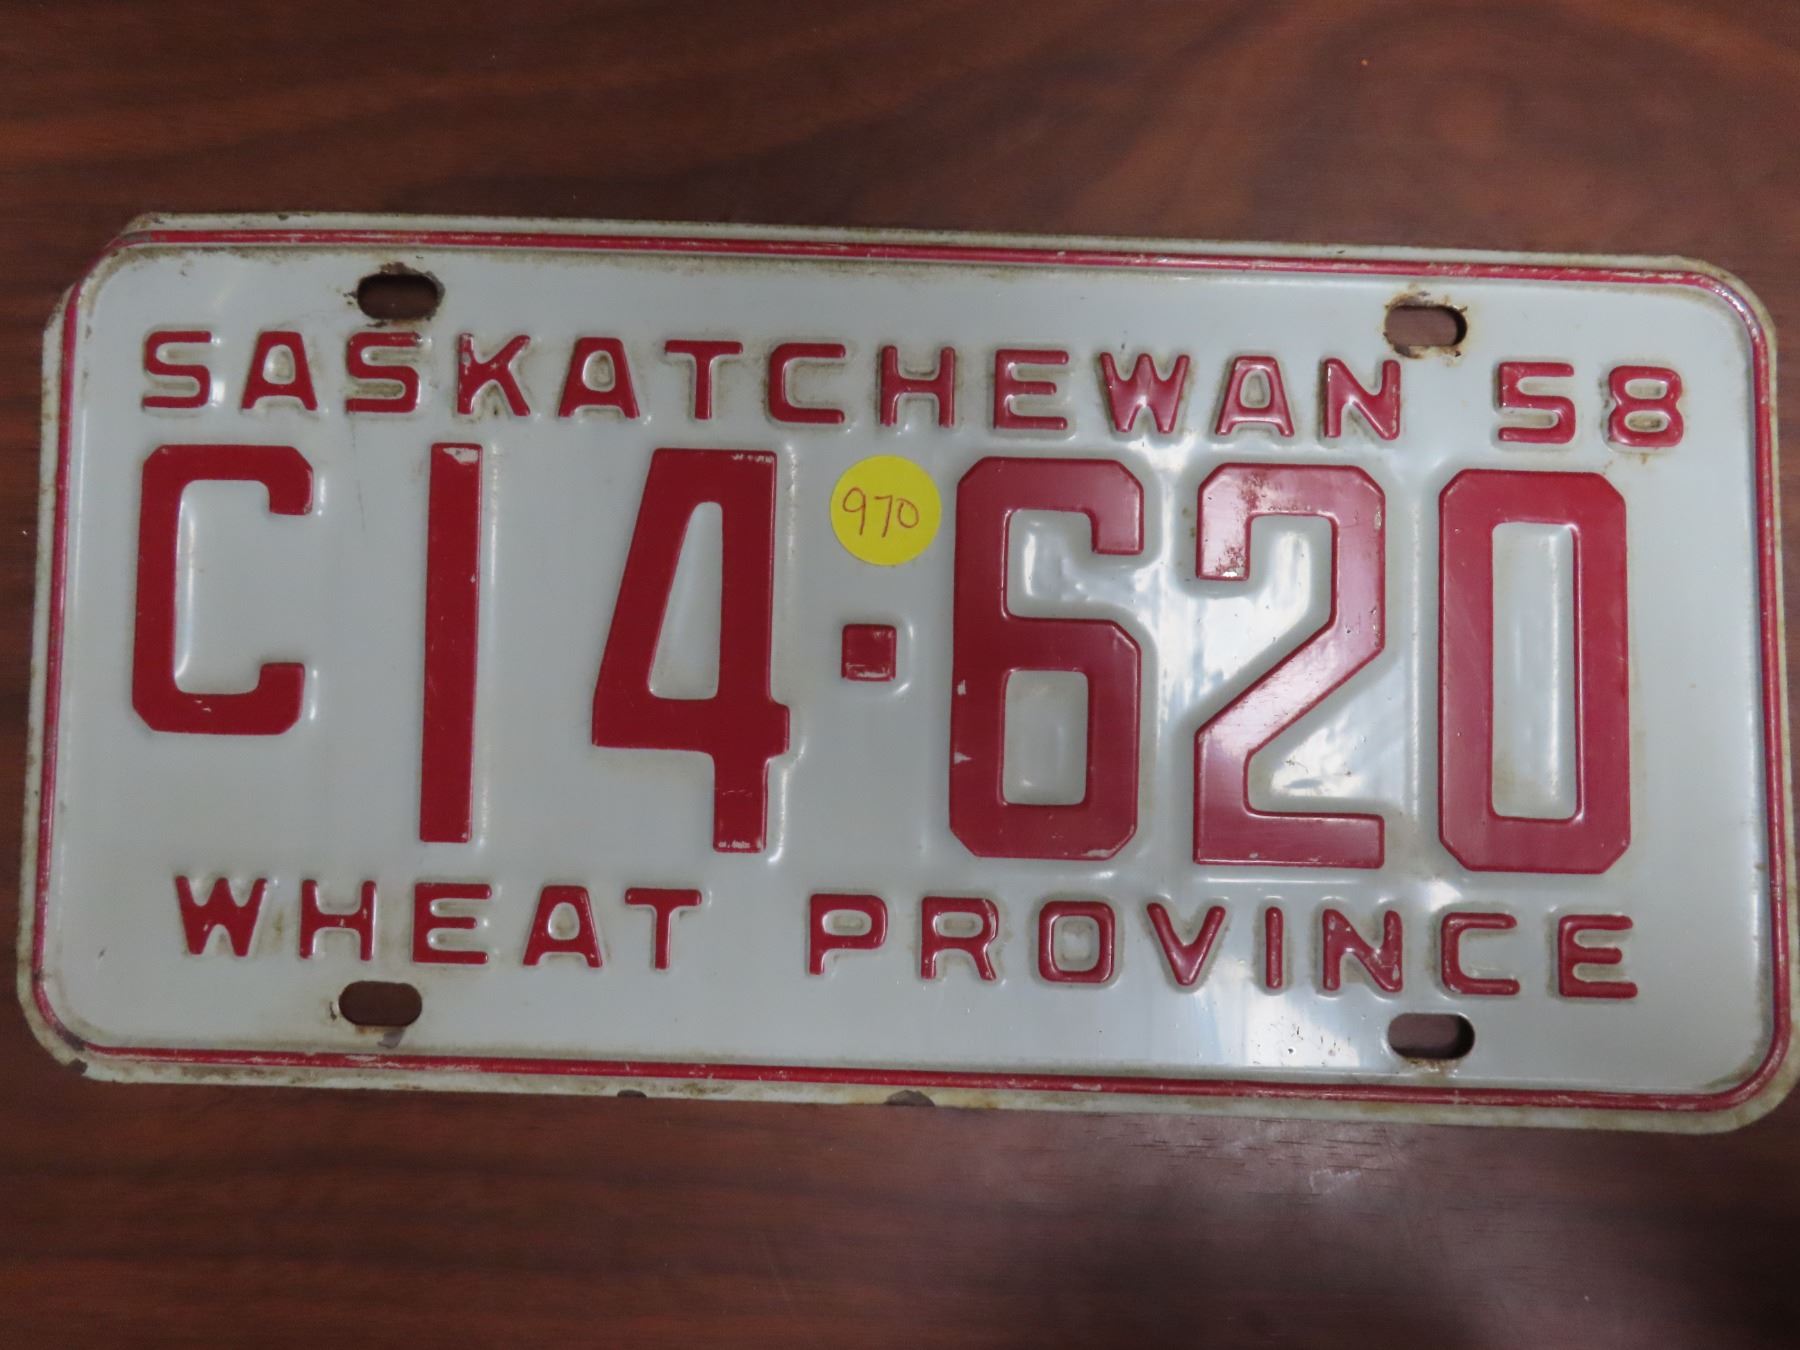 SASKATCHEWAN 58
970
C14-620
WHEAT PROVINCE